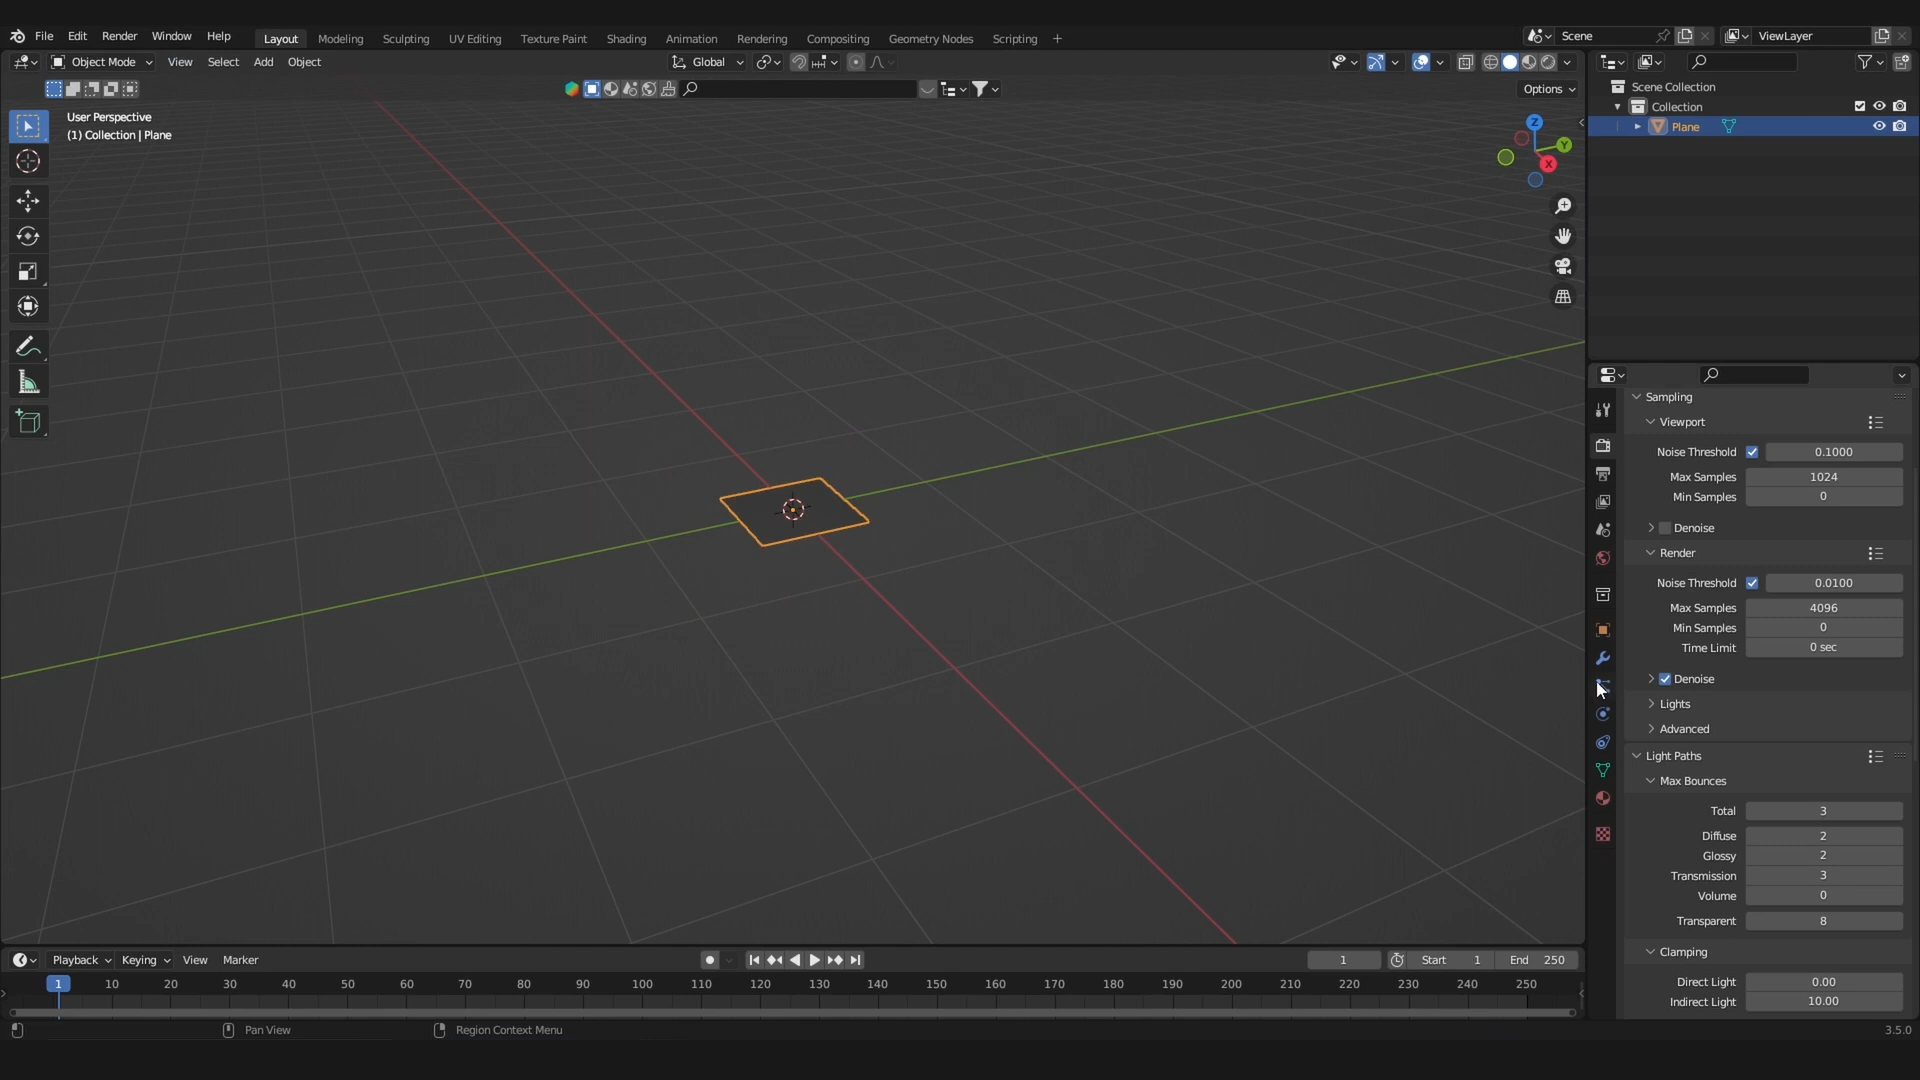 File Edit Render Window Help Layout Modeling Sculpting UV Editing Texture Paint Shading Animation Rendering Compositing Geometry Nodes Scripting + Scene ViewLayer
Object Mode View Select Add Object Global
Options
User Perspective
(1) Collection | Plane
Z
Y
X
Scene Collection
Collection
Plane
Sampling
Viewport
Noise Threshold 0.1000
Max Samples 1024
Min Samples 0
Denoise
Render
Noise Threshold 0.0100
Max Samples 4096
Min Samples 0
Time Limit 0 sec
Denoise
Lights
Advanced
Light Paths
Max Bounces
Total 3
Diffuse 2
Glossy 2
Transmission 3
Volume 0
Transparent 8
Clamping
Direct Light 0.00
Indirect Light 10.00
Playback Keying View Marker 1 Start 1 End 250
1 10 20 30 40 50 60 70 80 90 100 110 120 130 140 150 160 170 180 190 200 210 220 230 240 250
Pan View Region Context Menu 3.5.0